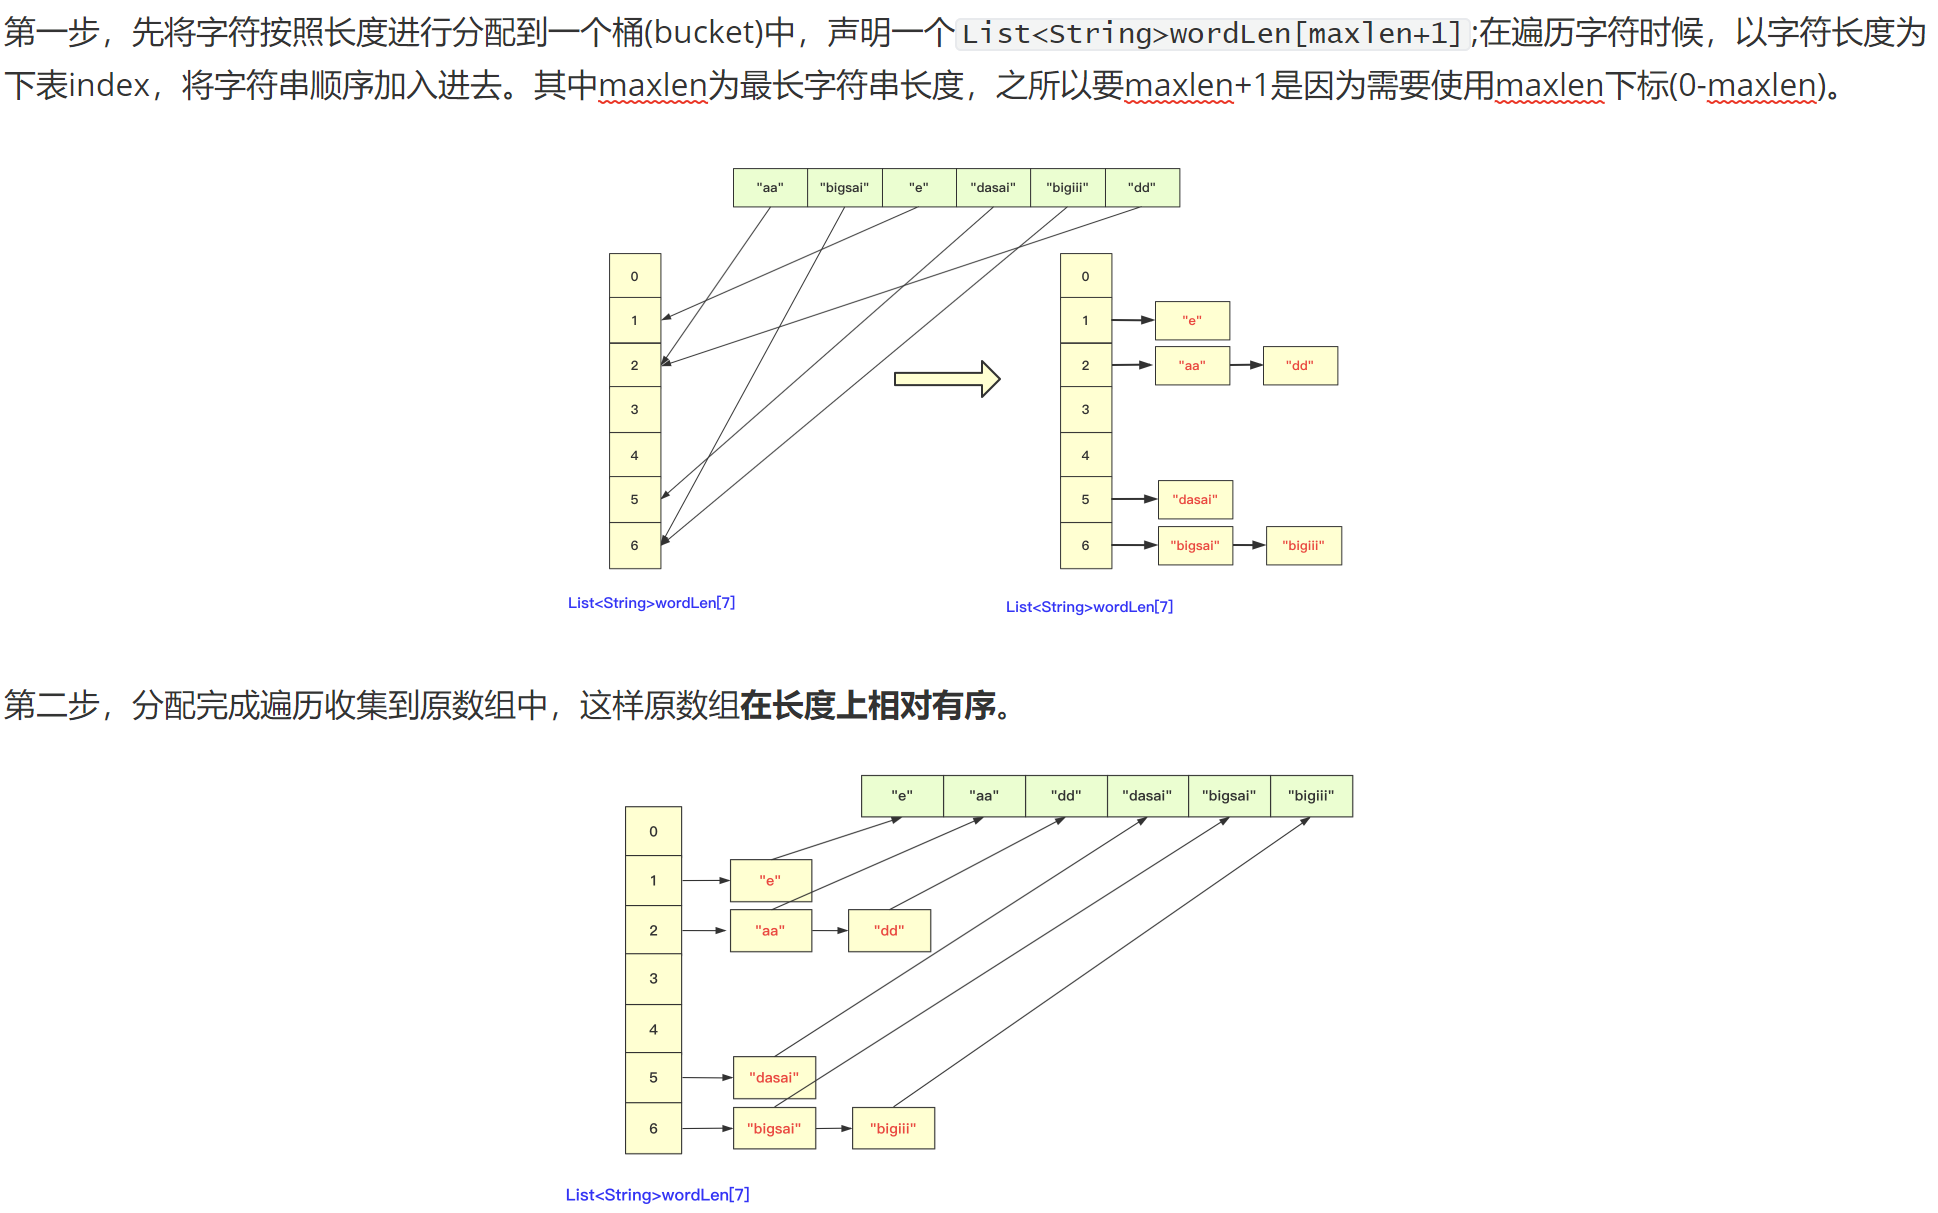 第一步，先将字符按照长度进行分配到一个桶(bucket)中，声明一个List<String>wordLen[maxlen+1];在遍历字符时候，以字符长度为
下表index，将字符串顺序加入进去。其中maxlen为最长字符串长度，之所以要maxlen+1是因为需要使用maxlen下标(0-maxlen)。
"aa" "bigsai" "e" "dasai" "bigiii" "dd"
0 0
1 1 "e"
2 2 "aa" "dd"
3 3
4 4
5 5 "dasai"
6 6 "bigsai" "bigiii"
List<String>wordLen[7] List<String>wordLen[7]
第二步，分配完成遍历收集到原数组中，这样原数组在长度上相对有序。
"e" "aa" "dd" "dasai" "bigsai" "bigiii"
0
1 "e"
2 "aa" "dd"
3
4
5 "dasai"
6 "bigsai" "bigiii"
List<String>wordLen[7]